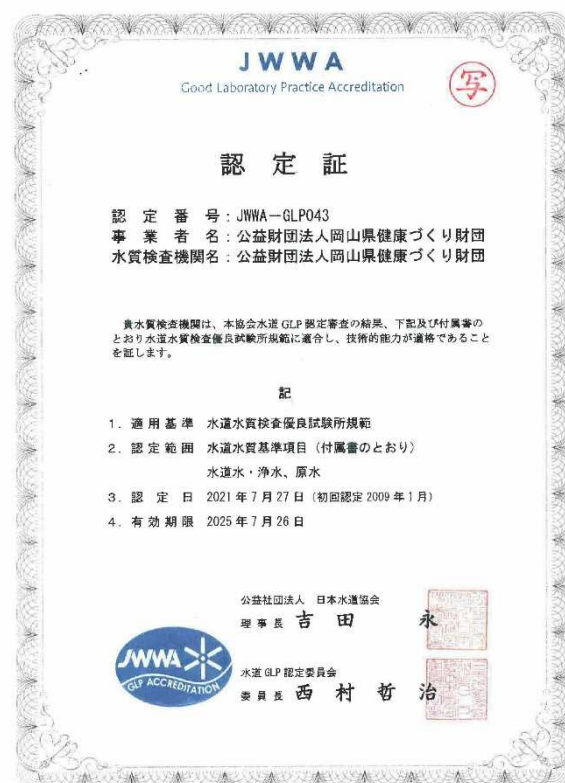 JWWA
Good Laboratory Practice Accreditation
写
認定証
認定番号：JWWA－GLP043
事業者名：公益財団法人岡山県健康づくり財団
水質検査機関名：公益財団法人岡山県健康づくり財団
貴水質検査機関は、本協会水道 GLP 認定審査の結果、下記及び付属書の
とおり水道水質検査優良試験所規範に適合し、技術的能力が適格であること
を証します。
記
1．適用基準 水道水質検査優良試験所規範
2．認定範囲 水道水質基準項目（付属書のとおり）
水道水・浄水、原水
3．認定日 2021年7月27日（初回認定2009年1月）
4．有効期限 2025年7月26日
公益社団法人 日本水道協会
理事長 吉田 永
JWWA
GLP ACCREDITATION
水道 GLP 認定委員会
委員長 西村哲治